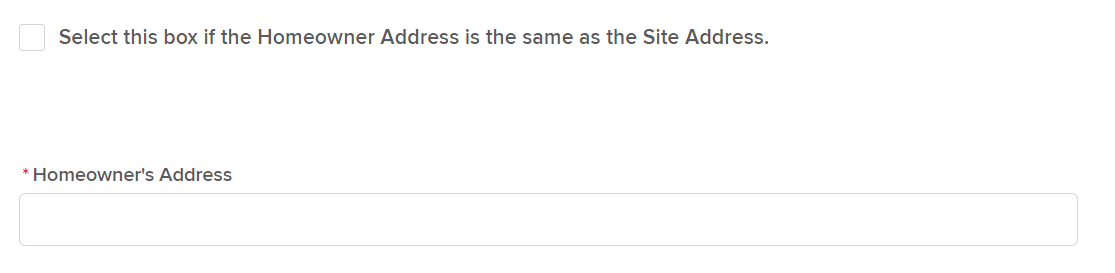 Select this box if the Homeowner Address is the same as the Site Address.
* Homeowner's Address